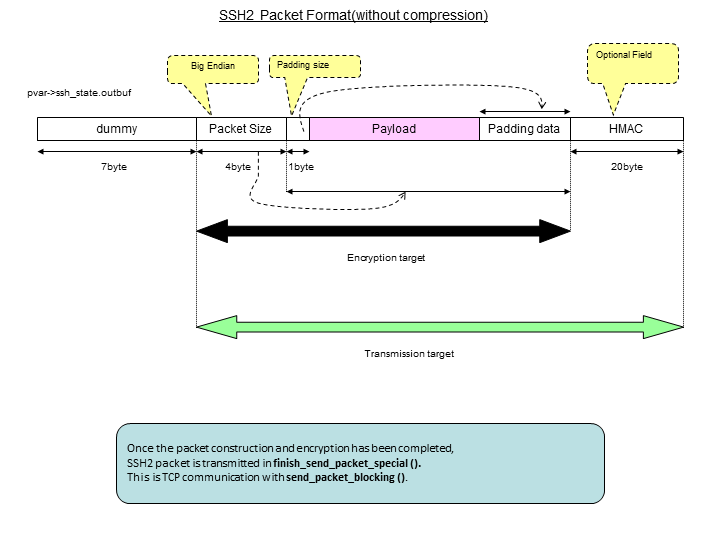 SSH2 Packet Format(without compression)
Big Endian
Padding size
Optional Field
pvar->ssh_state.outbuf
dummy
Packet Size
Payload
Padding data
HMAC
7byte
4byte
1byte
20byte
Encryption target
Transmission target
Once the packet construction and encryption has been completed,
SSH2 packet is transmitted in finish_send_packet_special ().
This is TCP communication with send_packet_blocking ().